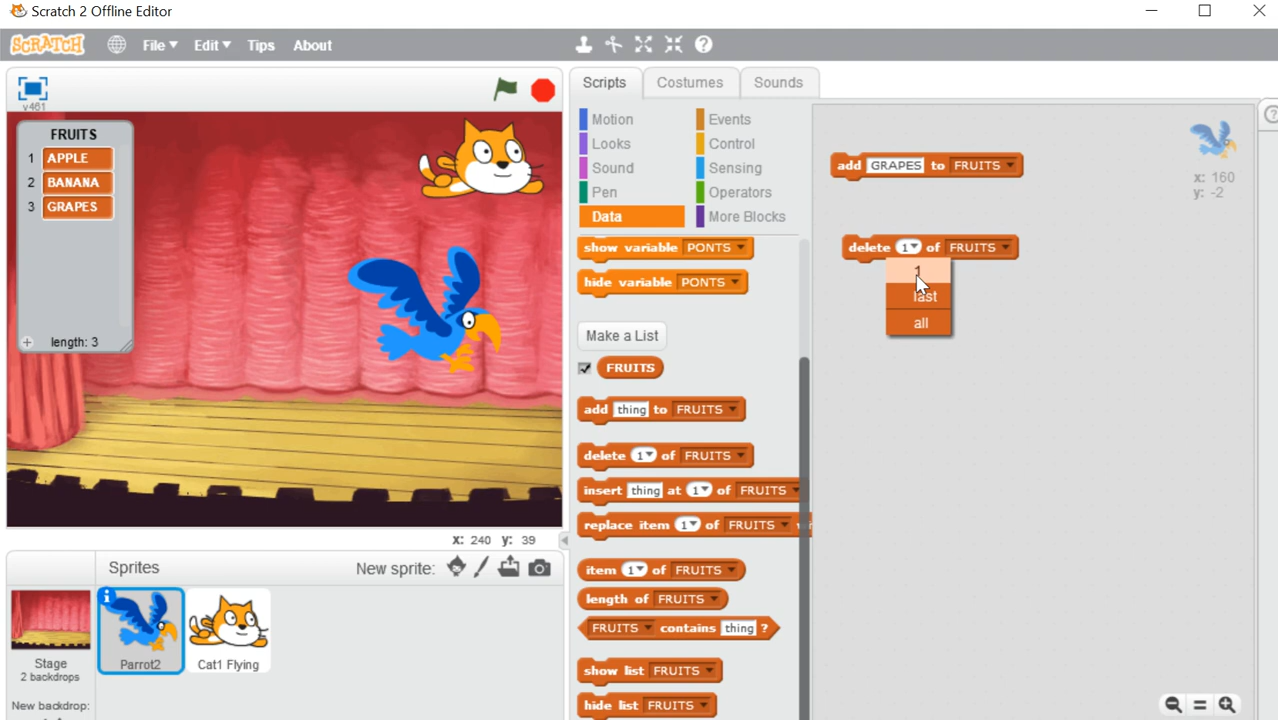 Scratch 2 Offline Editor
SCRATCH File Edit Tips About
v461
FRUITS
1 APPLE
2 BANANA
3 GRAPES
+ length: 3
x: 240 y: 39
Sprites New sprite:
Stage
2 backdrops
New backdrop:
Parrot2
Cat1 Flying
Scripts Costumes Sounds
Motion Events
Looks Control
Sound Sensing
Pen Operators
Data More Blocks
show variable PONTS
hide variable PONTS
Make a List
FRUITS
add thing to FRUITS
delete 1 of FRUITS
insert thing at 1 of FRUITS
replace item 1 of FRUITS
item 1 of FRUITS
length of FRUITS
FRUITS contains thing ?
show list FRUITS
hide list FRUITS
add GRAPES to FRUITS
delete 1 of FRUITS
1
last
all
x: 160
y: -2